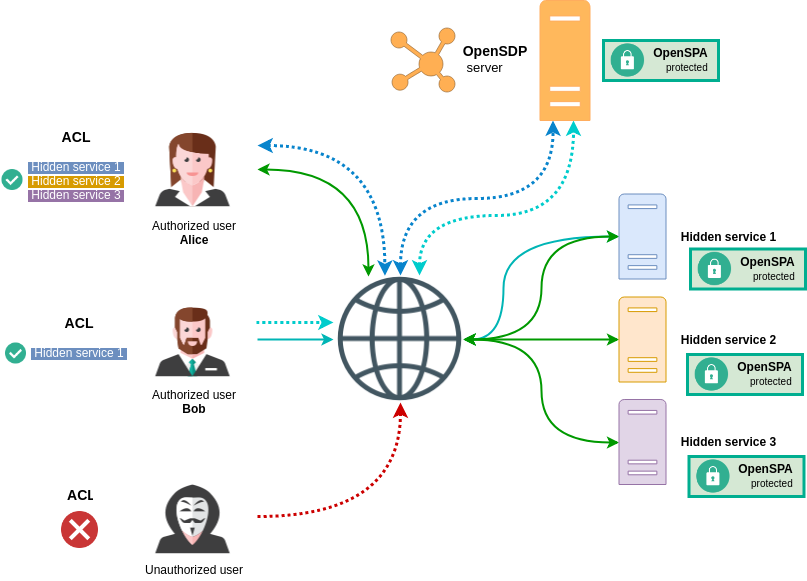 OpenSDP
server
OpenSPA
protected
ACL
Hidden service 1
Hidden service 2
Hidden service 3
Authorized user
Alice
Hidden service 1
OpenSPA
protected
ACL
Hidden service 1
Authorized user
Bob
Hidden service 2
OpenSPA
protected
Hidden service 3
OpenSPA
protected
ACL
Unauthorized user